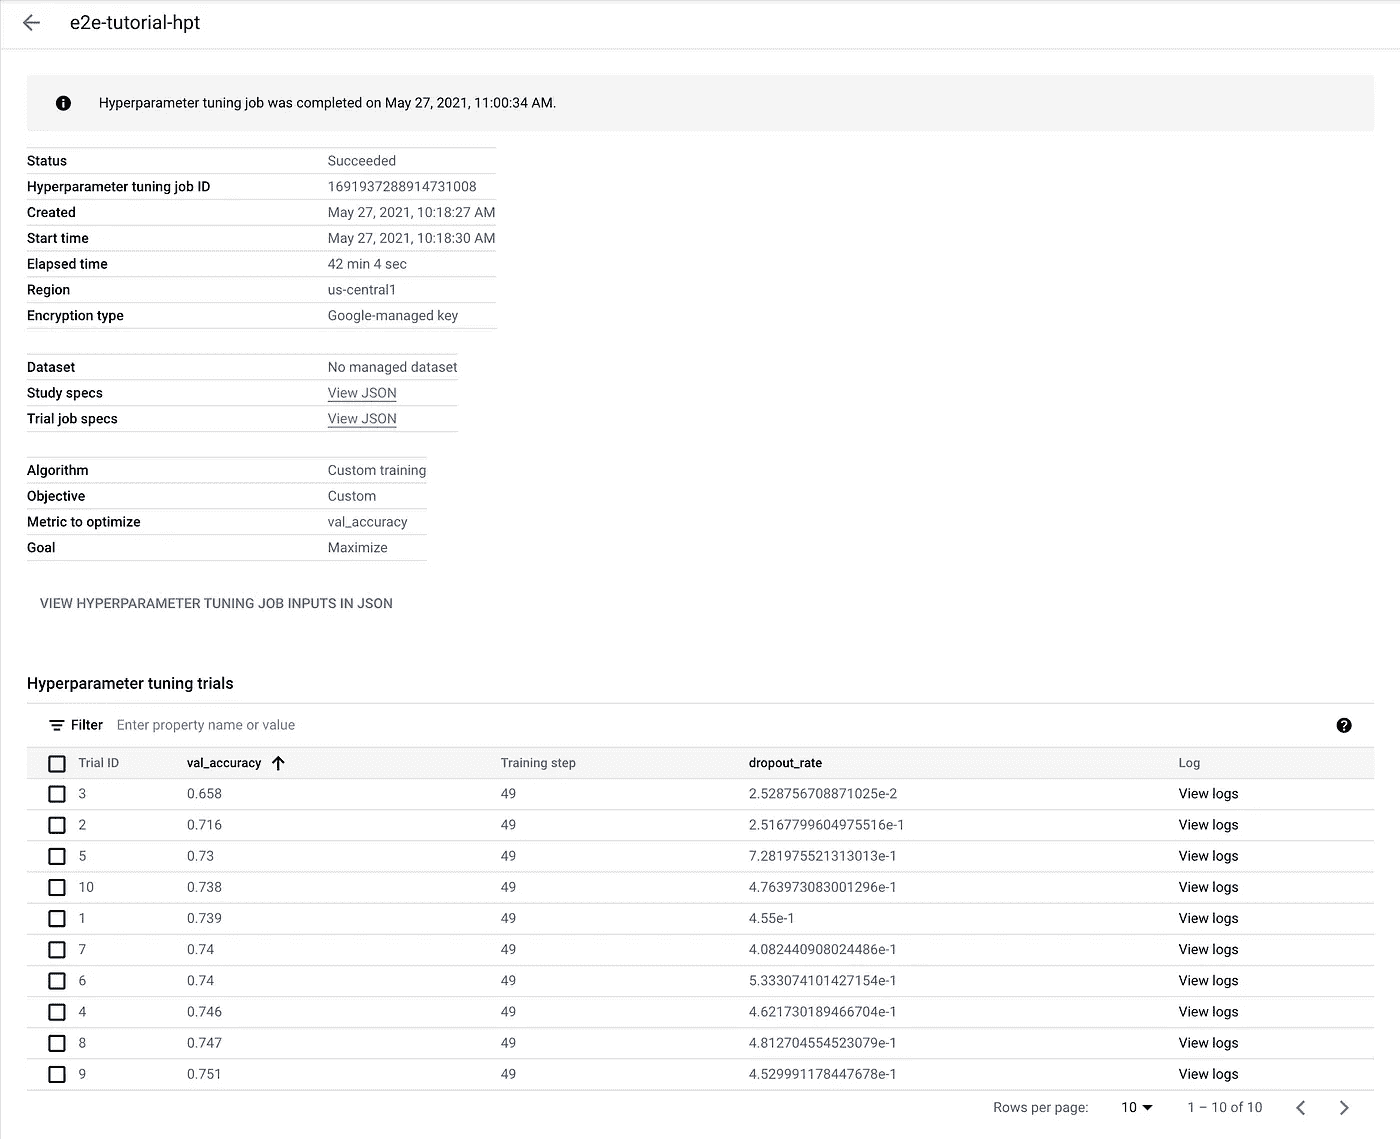 e2e-tutorial-hpt
Hyperparameter tuning job was completed on May 27, 2021, 11:00:34 AM.
Status Succeeded
Hyperparameter tuning job ID 1691937288914731008
Created May 27, 2021, 10:18:27 AM
Start time May 27, 2021, 10:18:30 AM
Elapsed time 42 min 4 sec
Region us-central1
Encryption type Google-managed key
Dataset No managed dataset
Study specs View JSON
Trial job specs View JSON
Algorithm Custom training
Objective Custom
Metric to optimize val_accuracy
Goal Maximize
VIEW HYPERPARAMETER TUNING JOB INPUTS IN JSON
Hyperparameter tuning trials
Filter Enter property name or value
Trial ID val_accuracy Training step dropout_rate Log
3 0.658 49 2.528756708871025e-2 View logs
2 0.716 49 2.5167799604975516e-1 View logs
5 0.73 49 7.281975521313013e-1 View logs
10 0.738 49 4.763973083001296e-1 View logs
1 0.739 49 4.55e-1 View logs
7 0.74 49 4.082440908024486e-1 View logs
6 0.74 49 5.333074101427154e-1 View logs
4 0.746 49 4.621730189466704e-1 View logs
8 0.747 49 4.812704554523079e-1 View logs
9 0.751 49 4.529991178447678e-1 View logs
Rows per page: 10 1 – 10 of 10